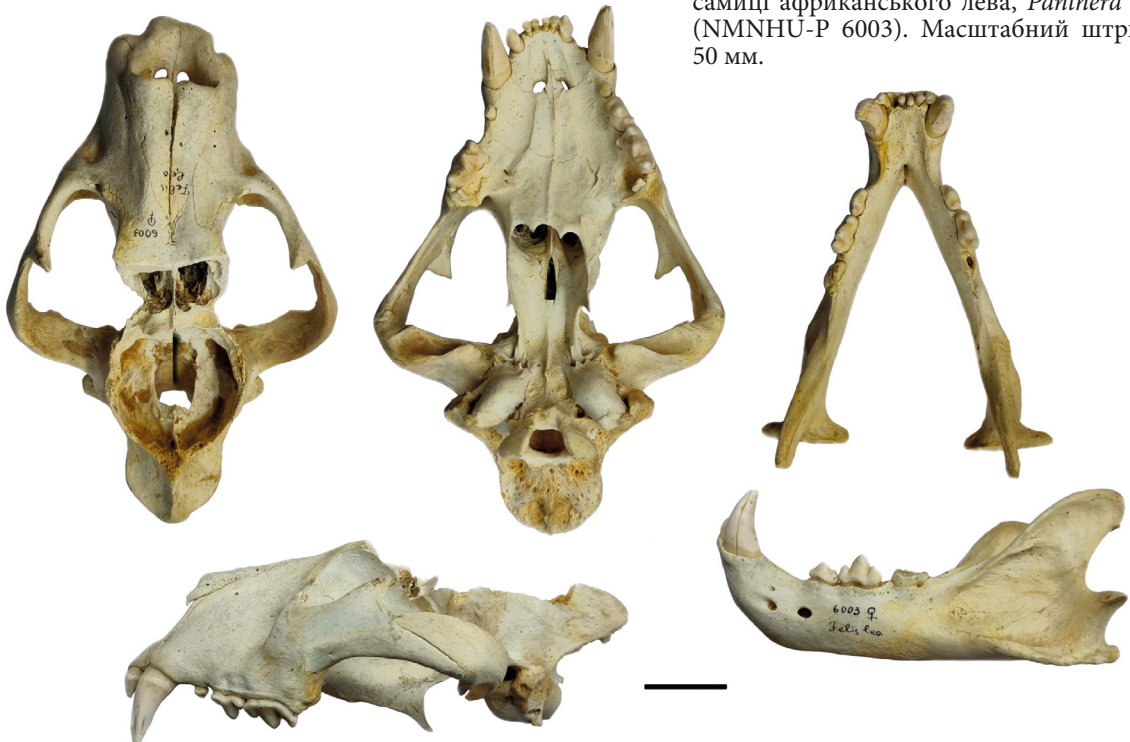 самиці африканського лева, Panthera
(NMNHU-P 6003). Масштабний штри
50 мм.
Felis
leo
♀
6003
6003 ♀
Felis leo